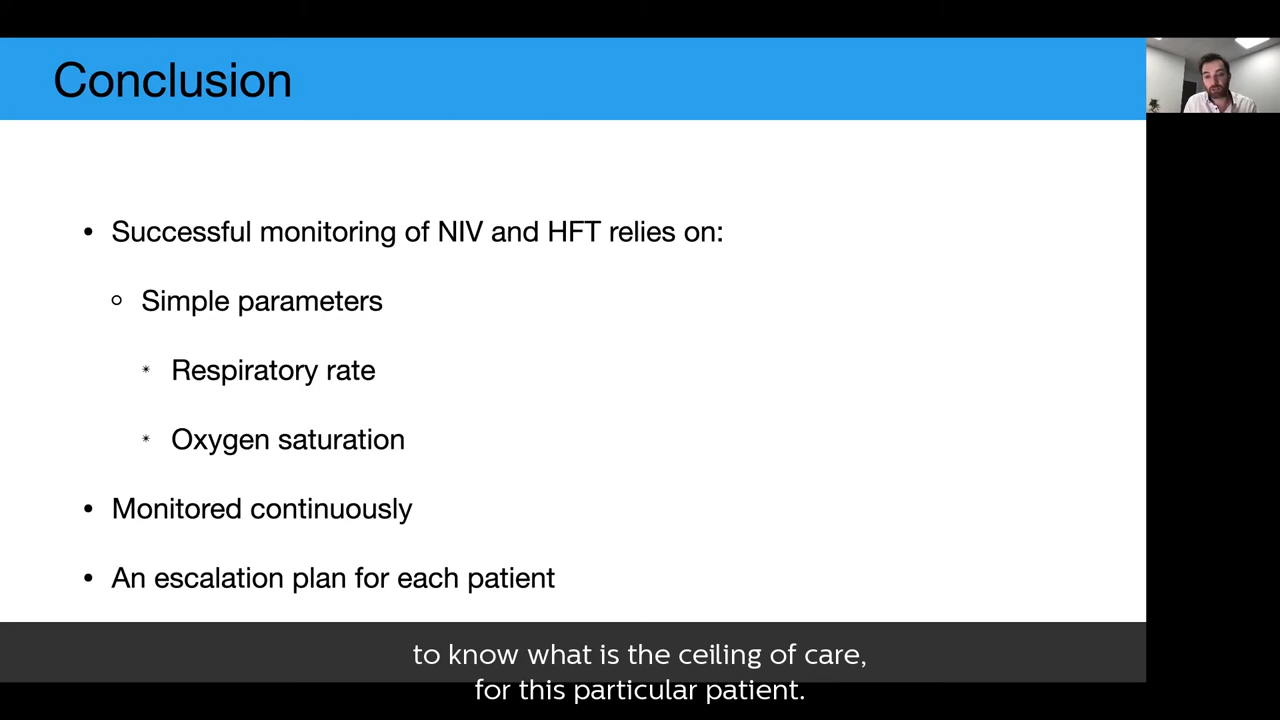 Conclusion
• Successful monitoring of NIV and HFT relies on:
○ Simple parameters
* Respiratory rate
* Oxygen saturation
• Monitored continuously
• An escalation plan for each patient
to know what is the ceiling of care,
for this particular patient.